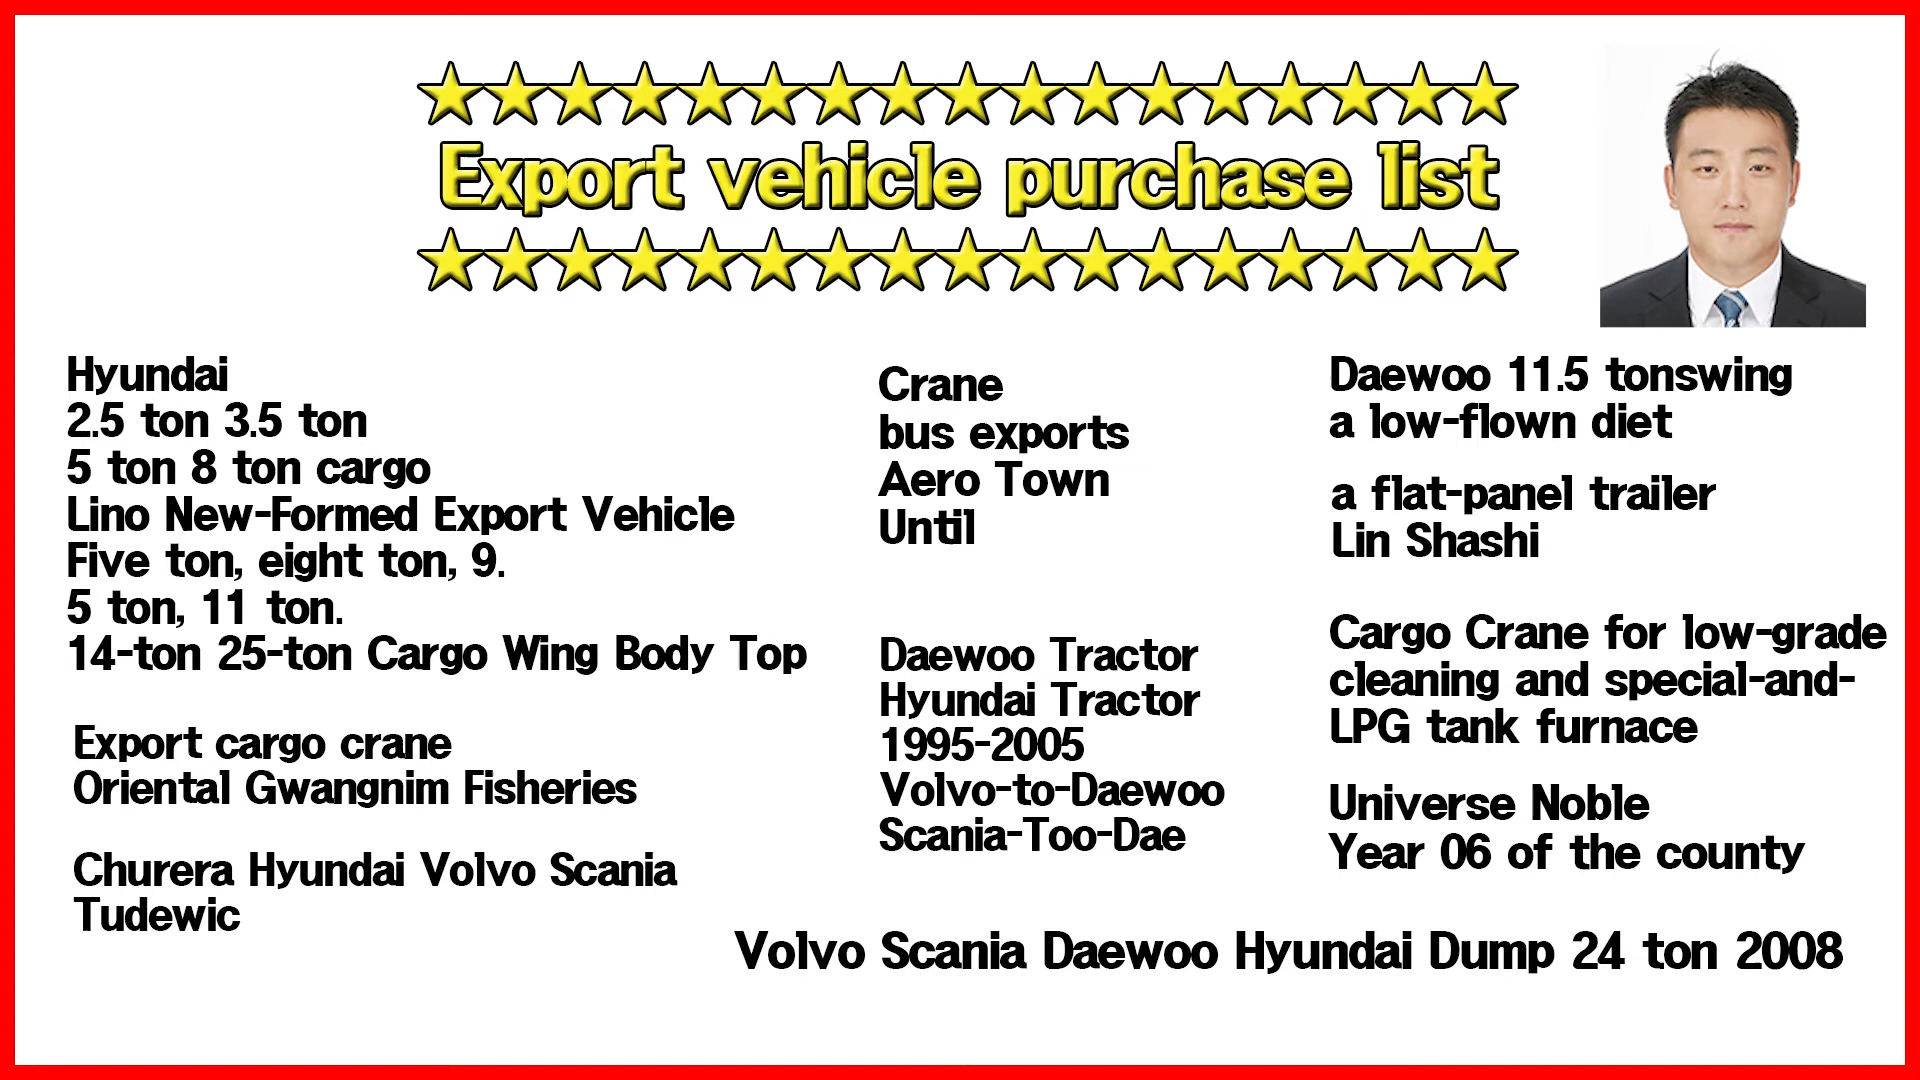 Export vehicle purchase list
Hyundai
2.5 ton 3.5 ton
5 ton 8 ton cargo
Lino New-Formed Export Vehicle
Five ton, eight ton, 9.
5 ton, 11 ton.
14-ton 25-ton Cargo Wing Body Top
Export cargo crane
Oriental Gwangnim Fisheries
Churera Hyundai Volvo Scania
Tudewic
Crane
bus exports
Aero Town
Until
Daewoo Tractor
Hyundai Tractor
1995-2005
Volvo-to-Daewoo
Scania-Too-Dae
Daewoo 11.5 tonswing
a low-flown diet
a flat-panel trailer
Lin Shashi
Cargo Crane for low-grade
cleaning and special-and-
LPG tank furnace
Universe Noble
Year 06 of the county
Volvo Scania Daewoo Hyundai Dump 24 ton 2008